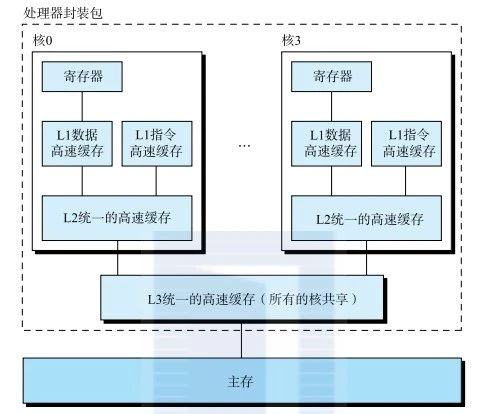 处理器封装包
核0
核3
寄存器
寄存器
L1数据
高速缓存
L1指令
高速缓存
…
L1数据
高速缓存
L1指令
高速缓存
L2统一的高速缓存
L2统一的高速缓存
L3统一的高速缓存（所有的核共享）
主存